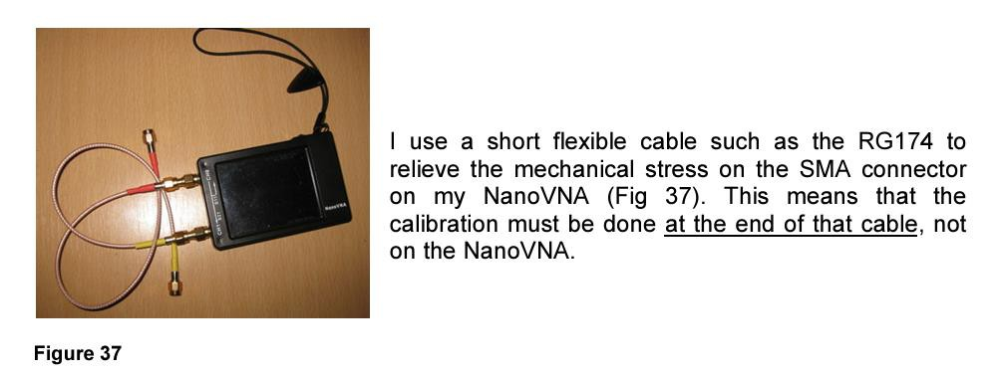 I use a short flexible cable such as the RG174 to
relieve the mechanical stress on the SMA connector
on my NanoVNA (Fig 37). This means that the
calibration must be done at the end of that cable, not
on the NanoVNA.
NanoVNA
Figure 37